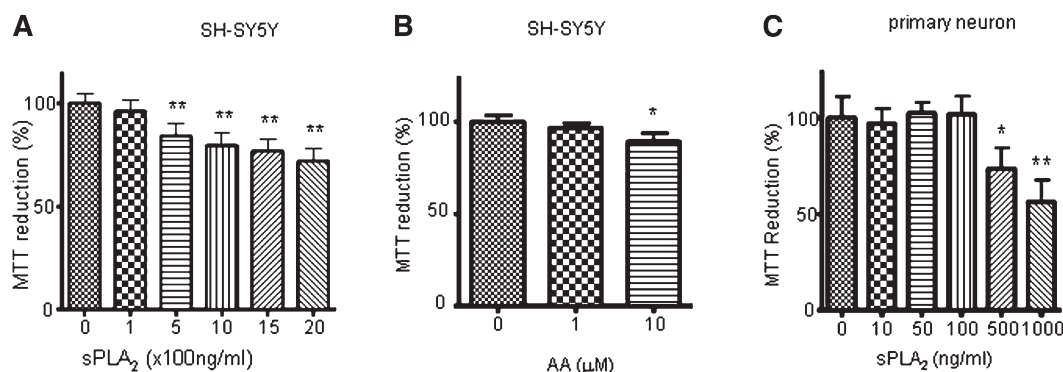 A
SH-SY5Y
MTT reduction (%)
100
50
0
**
**
**
**
0 1 5 10 15 20
sPLA₂ (x100ng/ml)
B
SH-SY5Y
MTT reduction (%)
100
50
0
*
0 1 10
AA (µM)
C
primary neuron
MTT Reduction (%)
100
50
0
*
**
0 10 50 100 500 1000
sPLA₂ (ng/ml)